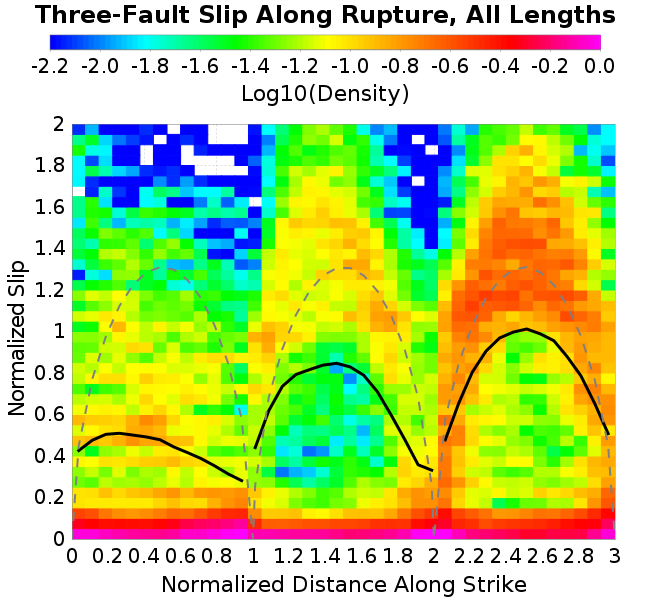 Three-Fault Slip Along Rupture, All Lengths
-2.2 -2.0 -1.8 -1.6 -1.4 -1.2 -1.0 -0.8 -0.6 -0.4 -0.2 0.0
Log10(Density)
2
1.8
1.6
1.4
1.2
1
0.8
0.6
0.4
0.2
0
Normalized Slip
0 0.2 0.4 0.6 0.8 1 1.2 1.4 1.6 1.8 2 2.2 2.4 2.6 2.8 3
Normalized Distance Along Strike